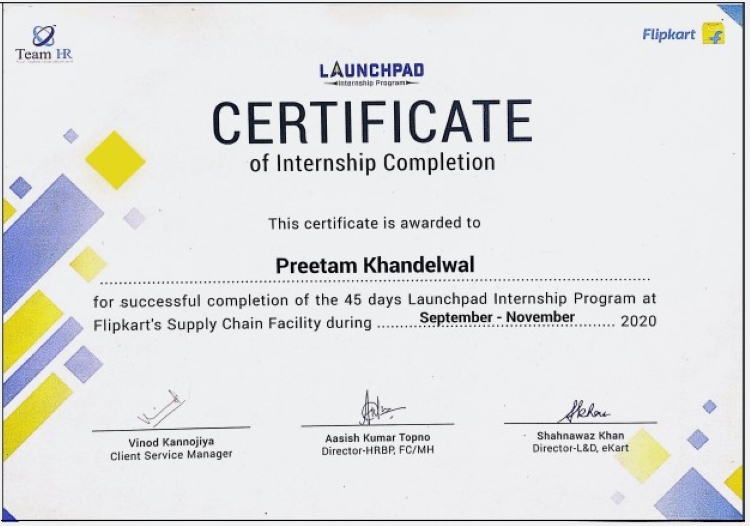 Team HR
Flipkart
LAUNCHPAD
Internship Program
CERTIFICATE
of Internship Completion
This certificate is awarded to
Preetam Khandelwal
for successful completion of the 45 days Launchpad Internship Program at
Flipkart's Supply Chain Facility during ....September - November.... 2020
Vinod Kannojiya
Client Service Manager
Aasish Kumar Topno
Director-HRBP, FC/MH
Shahnawaz Khan
Director-L&D, eKart